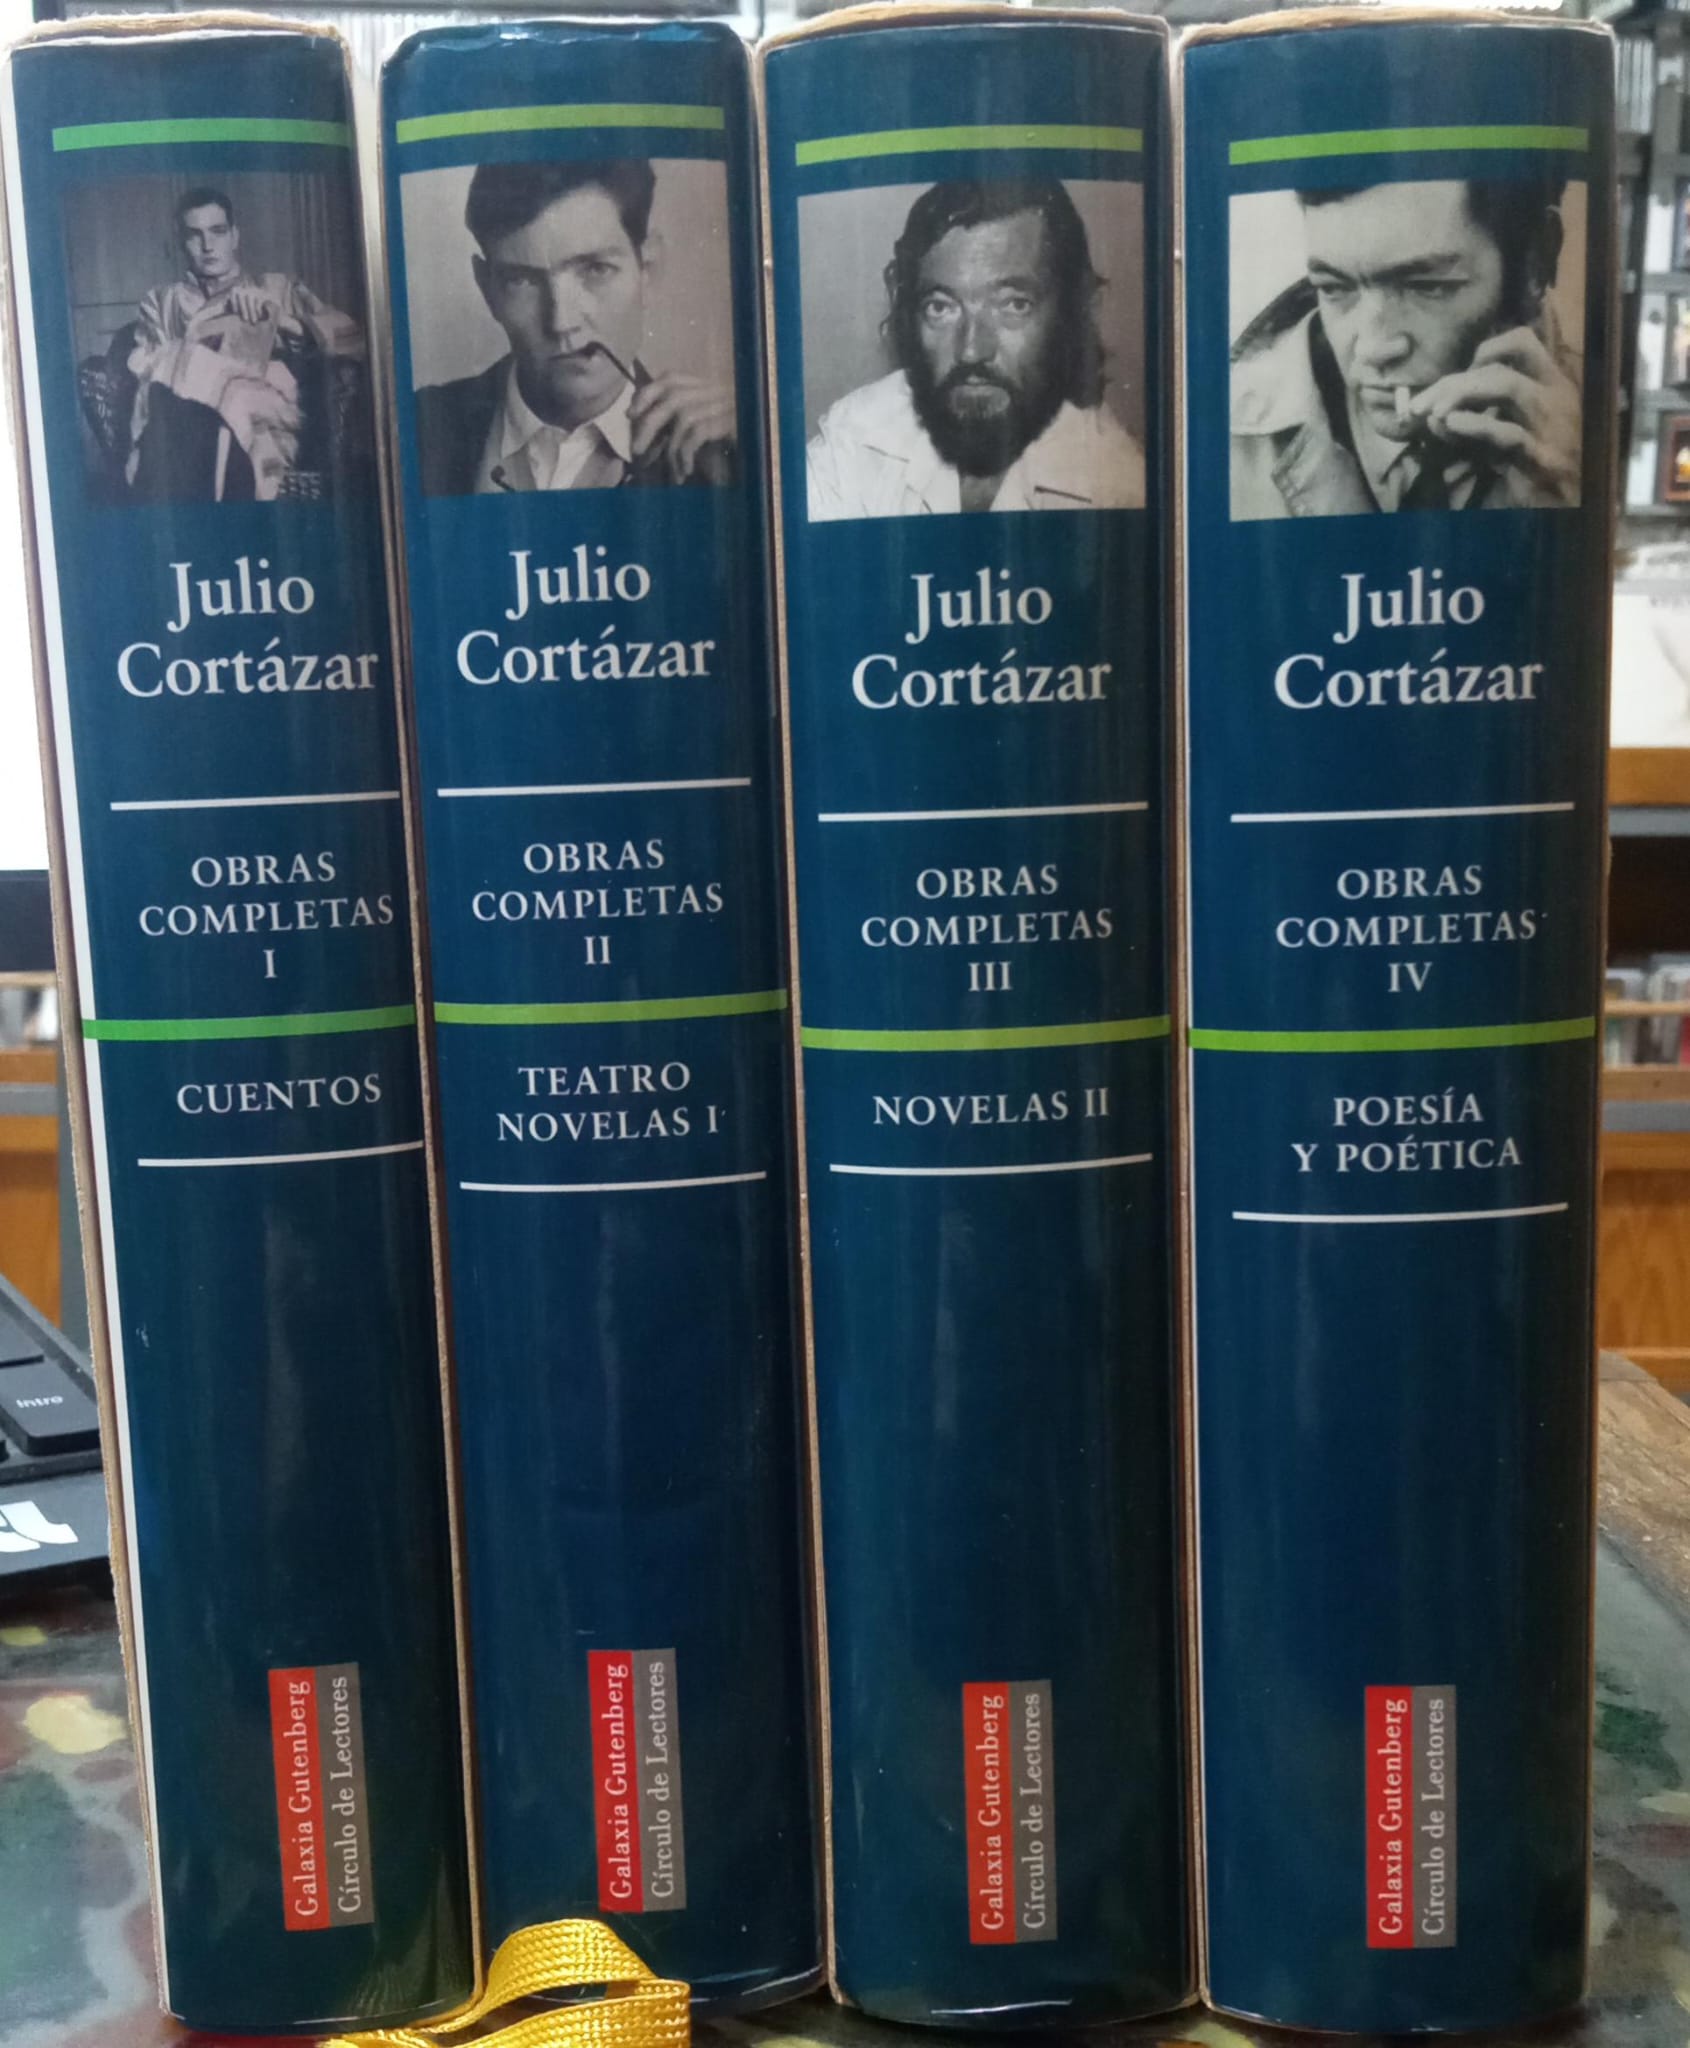 Julio
Cortázar
OBRAS
COMPLETAS
I
CUENTOS
Galaxia Gutenberg
Círculo de Lectores
Julio
Cortázar
OBRAS
COMPLETAS
II
TEATRO
NOVELAS I
Galaxia Gutenberg
Círculo de Lectores
Julio
Cortázar
OBRAS
COMPLETAS
III
NOVELAS II
Galaxia Gutenberg
Círculo de Lectores
Julio
Cortázar
OBRAS
COMPLETAS
IV
POESÍA
Y POÉTICA
Galaxia Gutenberg
Círculo de Lectores
Intro